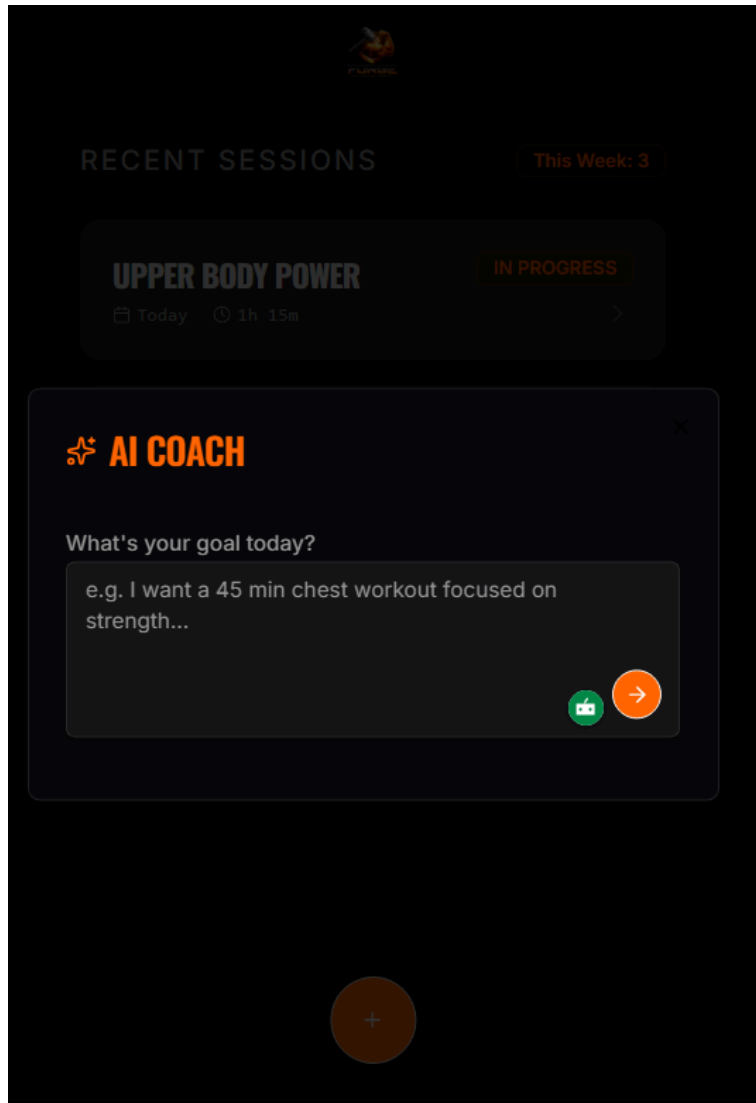 FORGE
RECENT SESSIONS
This Week: 3
UPPER BODY POWER
IN PROGRESS
Today
1h 15m
AI COACH
What's your goal today?
e.g. I want a 45 min chest workout focused on
strength...